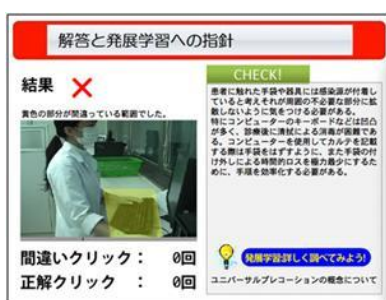 解答と発展学習への指針
結果
黄色の部分が間違っている範囲でした。
間違いクリック： 0回
正解クリック ： 0回
CHECK!
患者に触れた手袋や器具には感染源が付着し
ていると考えそれが周囲の不必要な部分に拡
散しないように気をつける必要がある。
特にコンピューターのキーボードなどは凹凸
が多く、診療後に清拭による消毒が困難であ
る。コンピューターを使用してカルテを記載
する際は手袋をはずすように、また手袋の付
け外しによる時間的ロスを極力最少にするた
めに、手順を効率化する必要がある。
発展学習:詳しく調べてみよう!
ユニバーサルプレコーションの概念について